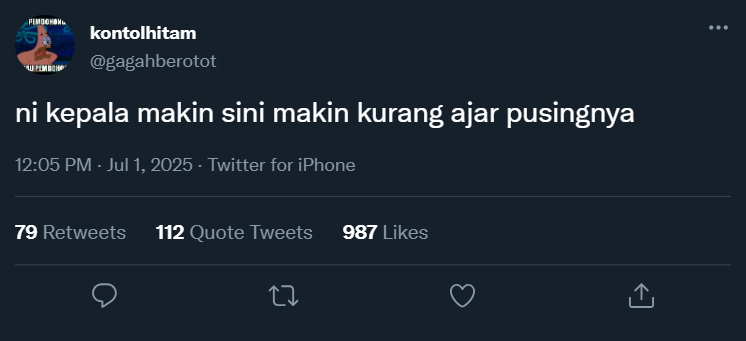 PEMBOHONG
kontolhitam
@gagahberotot
ni kepala makin sini makin kurang ajar pusingnya
12:05 PM · Jul 1, 2025 · Twitter for iPhone
79 Retweets 112 Quote Tweets 987 Likes